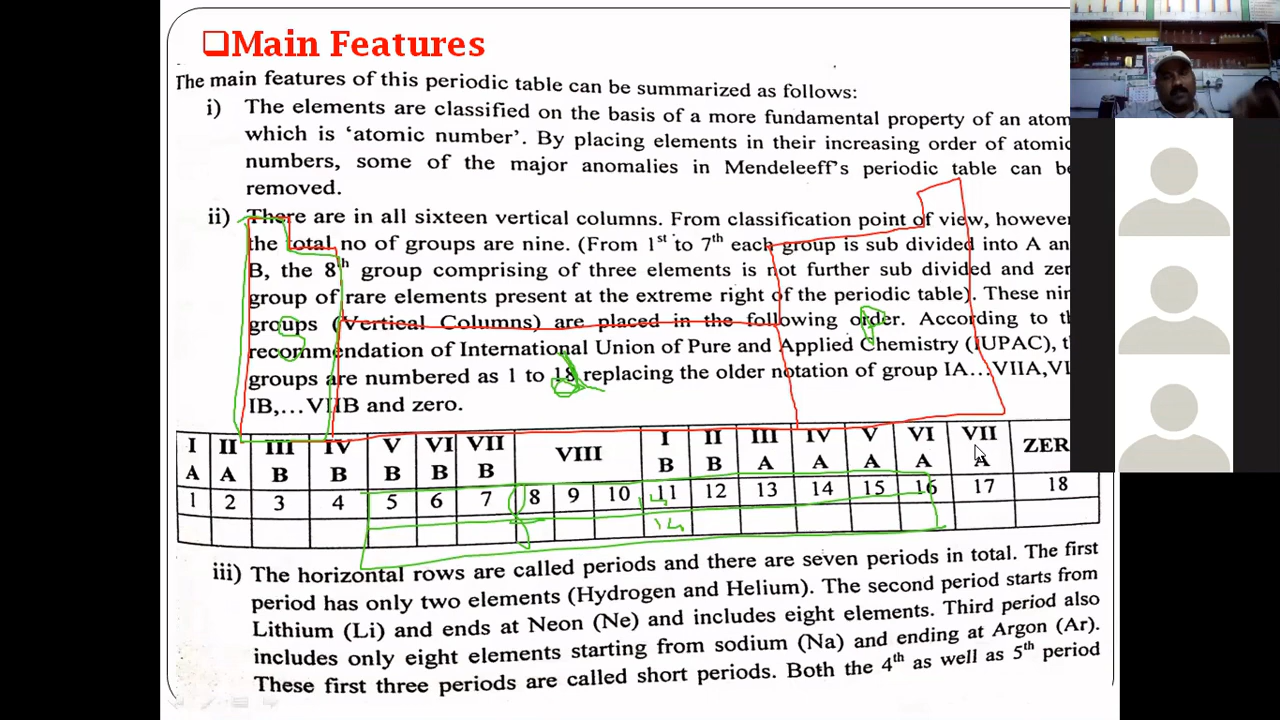 ❑Main Features
The main features of this periodic table can be summarized as follows:
i) The elements are classified on the basis of a more fundamental property of an atom
which is 'atomic number'. By placing elements in their increasing order of atomic
numbers, some of the major anomalies in Mendeleeff's periodic table can be
removed.
ii) There are in all sixteen vertical columns. From classification point of view, however
the total no of groups are nine. (From 1st to 7th each group is sub divided into A an
B, the 8th group comprising of three elements is not further sub divided and zer
group of rare elements present at the extreme right of the periodic table). These nin
groups (Vertical Columns) are placed in the following order. According to th
recommendation of International Union of Pure and Applied Chemistry (IUPAC), t
groups are numbered as 1 to 18 replacing the older notation of group IA...VIIA,VI
IB,...VIIB and zero.
I II III IV V VI VII VIII I II III IV V VI VII ZER
A A B B B B B B B A A A A A
1 2 3 4 5 6 7 8 9 10 11 12 13 14 15 16 17 18
14
iii) The horizontal rows are called periods and there are seven periods in total. The first
period has only two elements (Hydrogen and Helium). The second period starts from
Lithium (Li) and ends at Neon (Ne) and includes eight elements. Third period also
includes only eight elements starting from sodium (Na) and ending at Argon (Ar).
These first three periods are called short periods. Both the 4th as well as 5th period